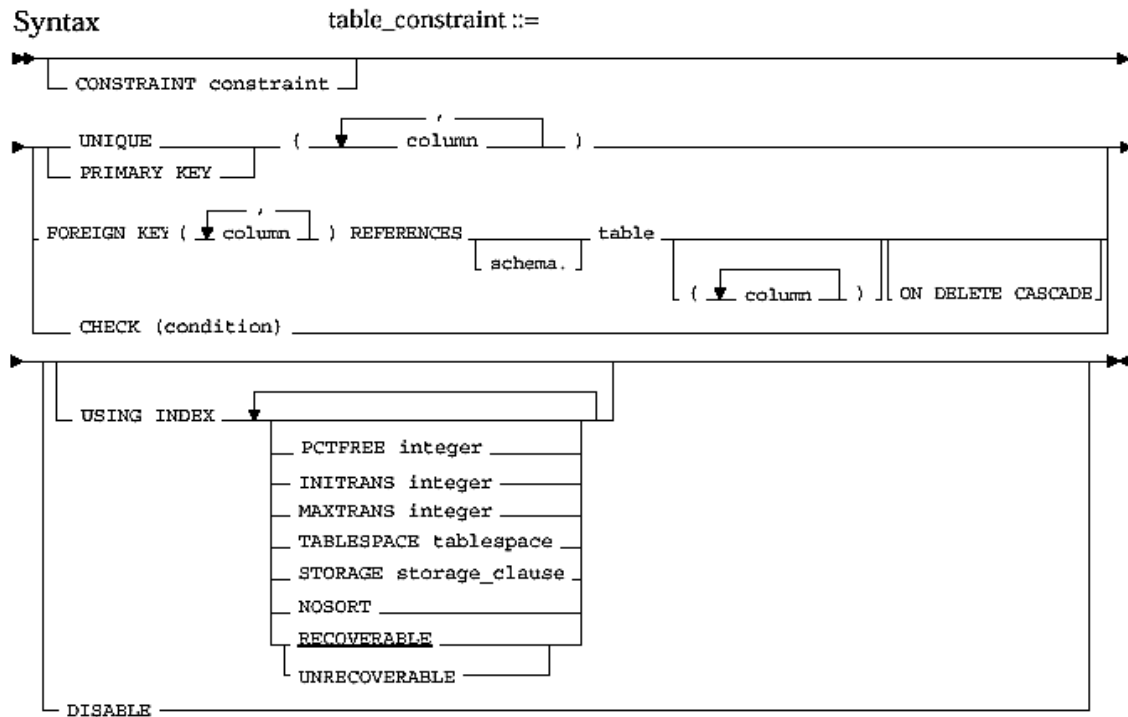 Syntax table_constraint ::=
CONSTRAINT constraint
,
UNIQUE ( column )
PRIMARY KEY
,
FOREIGN KEY ( column ) REFERENCES table
schema.
( column ) ON DELETE CASCADE
CHECK (condition)
USING INDEX
PCTFREE integer
INITRANS integer
MAXTRANS integer
TABLESPACE tablespace
STORAGE storage_clause
NOSORT
RECOVERABLE
UNRECOVERABLE
DISABLE